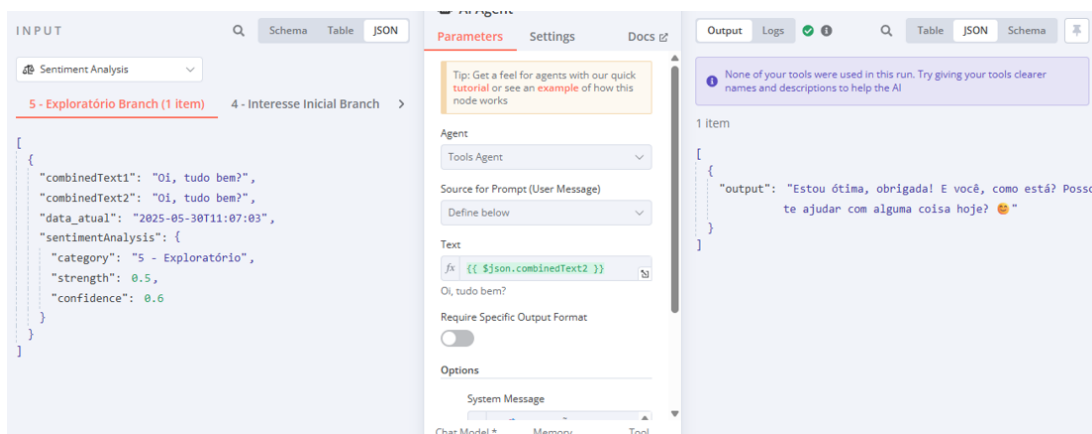 INPUT
Schema Table JSON
Sentiment Analysis
5 - Exploratório Branch (1 item) 4 - Interesse Inicial Branch
[
{
"combinedText1": "Oi, tudo bem?",
"combinedText2": "Oi, tudo bem?",
"data_atual": "2025-05-30T11:07:03",
"sentimentAnalysis": {
"category": "5 - Exploratório",
"strength": 0.5,
"confidence": 0.6
}
}
]
AI Agent
Parameters Settings Docs
Tip: Get a feel for agents with our quick
tutorial or see an example of how this
node works
Agent
Tools Agent
Source for Prompt (User Message)
Define below
Text
fx {{ $json.combinedText2 }}
Oi, tudo bem?
Require Specific Output Format
Options
System Message
Chat Model * Memory Tool
Output Logs Table JSON Schema
None of your tools were used in this run. Try giving your tools clearer
names and descriptions to help the AI
1 item
[
{
"output": "Estou ótima, obrigada! E você, como está? Posso
te ajudar com alguma coisa hoje? 😊"
}
]